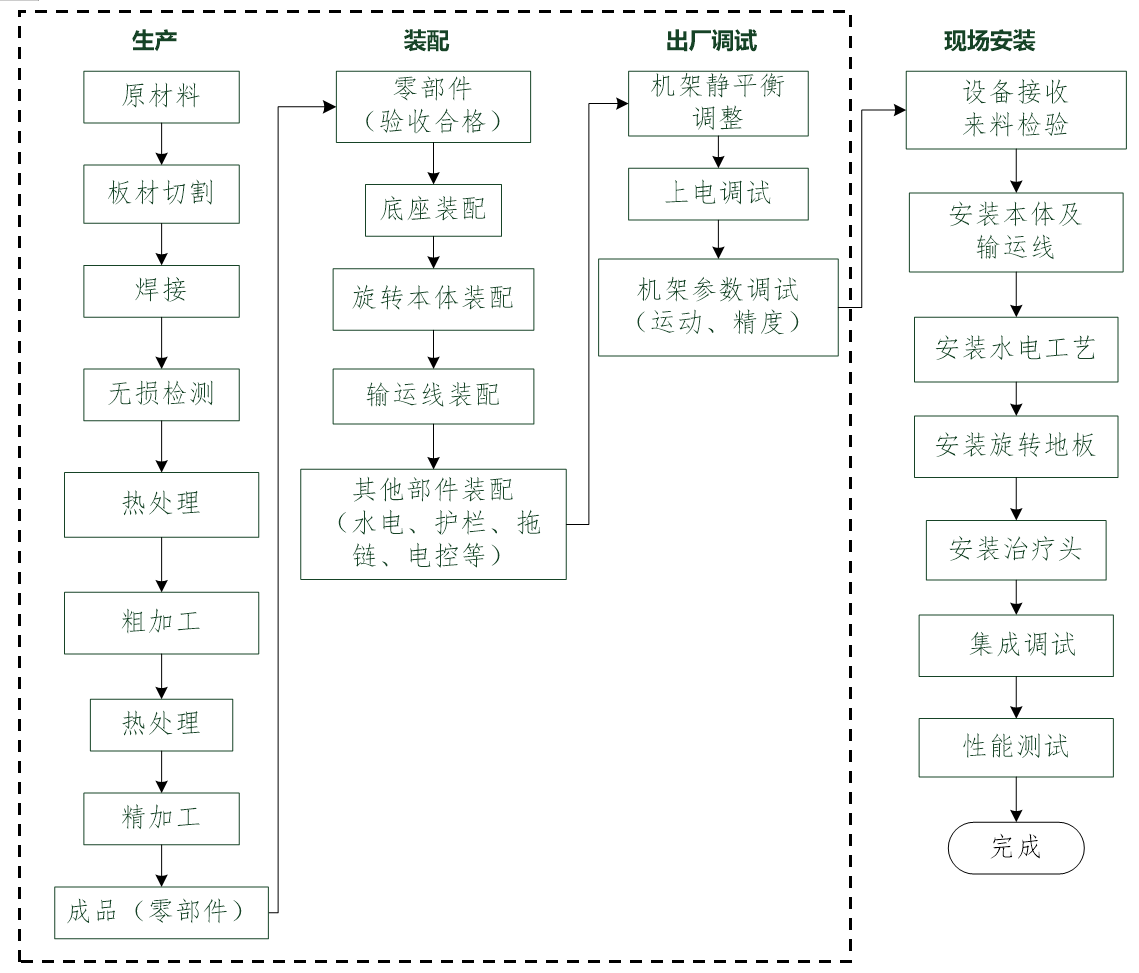 生产
原材料
板材切割
焊接
无损检测
热处理
粗加工
热处理
精加工
成品（零部件）
装配
零部件
（验收合格）
底座装配
旋转本体装配
输运线装配
其他部件装配
（水电、护栏、拖
链、电控等）
出厂调试
机架静平衡
调整
上电调试
机架参数调试
（运动、精度）
现场安装
设备接收
来料检验
安装本体及
输运线
安装水电工艺
安装旋转地板
安装治疗头
集成调试
性能测试
完成